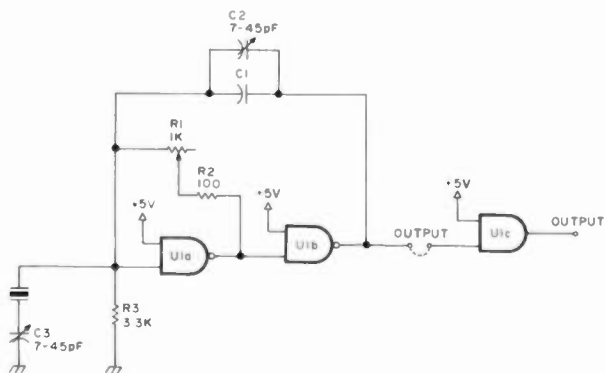 C2
7-45pF
C1
R1
1K
R2
100
+5V
+5V
+5V
U1a
U1b
OUTPUT
U1c
OUTPUT
R3
3.3K
C3
7-45pF